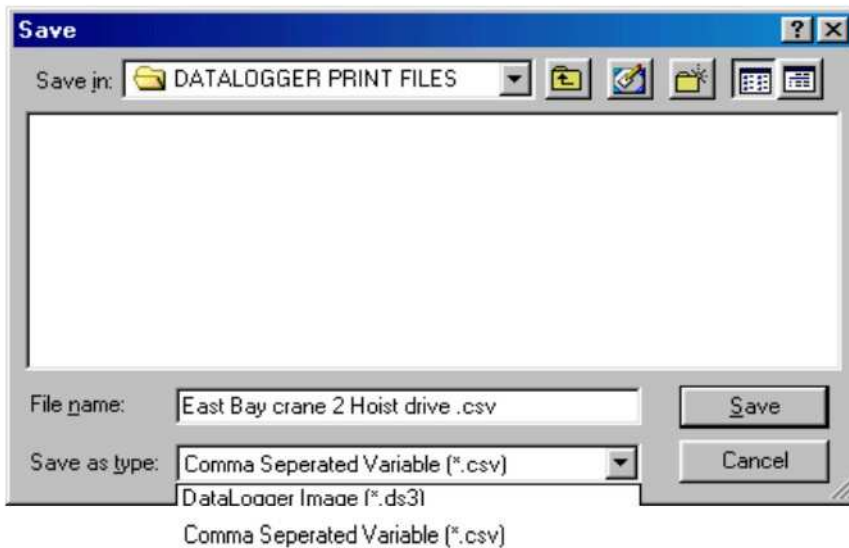 Save
Save in: DATALOGGER PRINT FILES
File name: East Bay crane 2 Hoist drive .csv
Save
Save as type: Comma Seperated Variable (*.csv)
Cancel
DataLogger Image (*.ds3)
Comma Seperated Variable (*.csv)